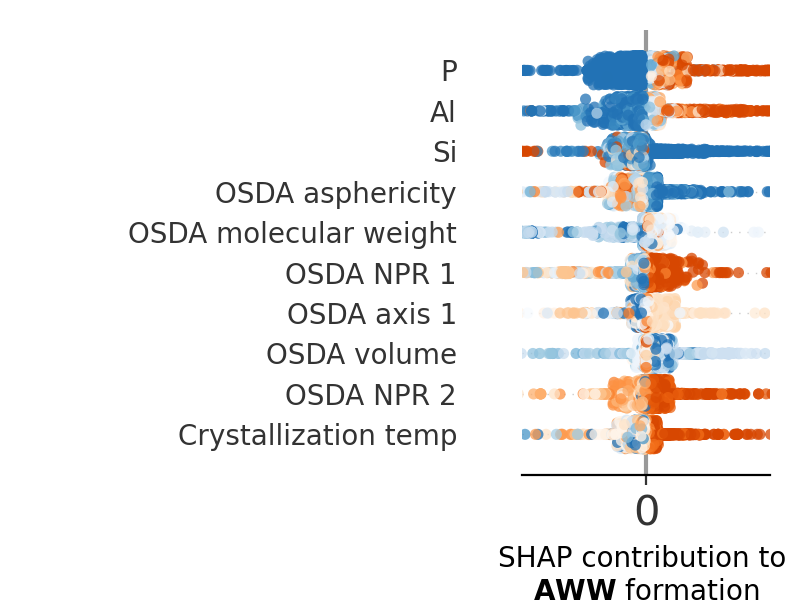 P
Al
Si
OSDA asphericity
OSDA molecular weight
OSDA NPR 1
OSDA axis 1
OSDA volume
OSDA NPR 2
Crystallization temp
0
SHAP contribution to
AWW formation